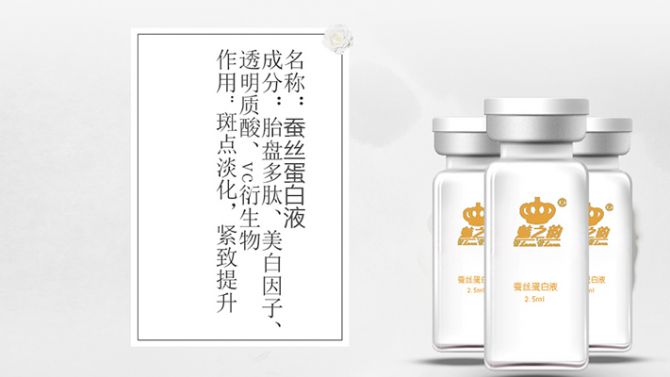 名称：蚕丝蛋白液
成分：胎盘多肽、美白因子、
透明质酸、vc衍生物
作用：斑点淡化，紧致提升
蚕丝蛋白液
2.5ml